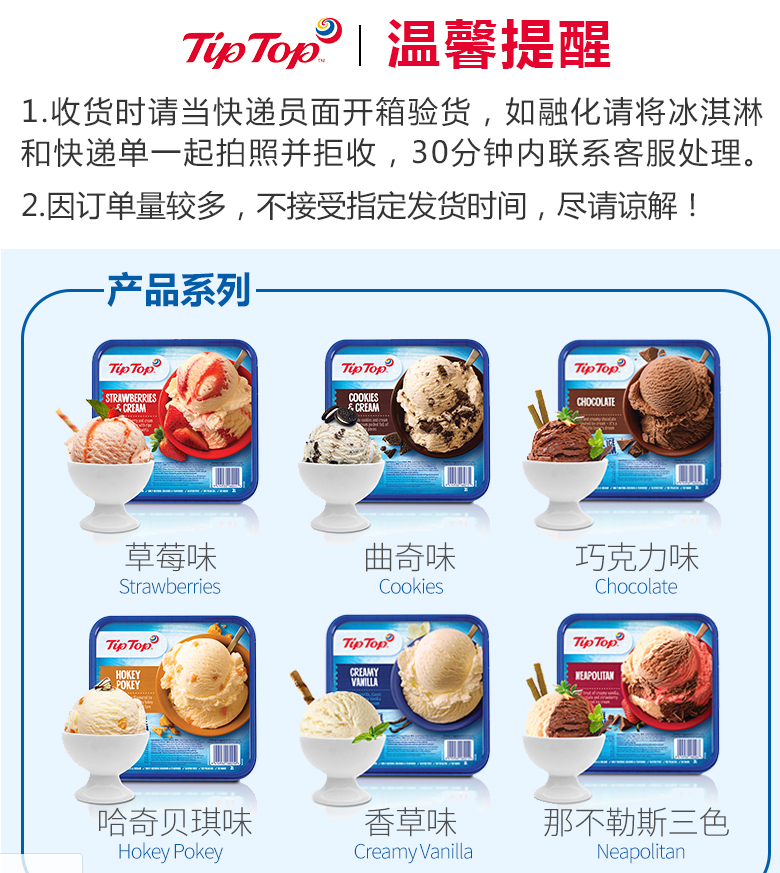 Tip Top™ | 温馨提醒
1.收货时请当快递员面开箱验货，如融化请将冰淇淋
和快递单一起拍照并拒收，30分钟内联系客服处理。
2.因订单量较多，不接受指定发货时间，尽请谅解！
产品系列
Tip Top
STRAWBERRIES
& CREAM
Tip Top
COOKIES
& CREAM
Tip Top
CHOCOLATE
草莓味
曲奇味
巧克力味
Strawberries
Cookies
Chocolate
Tip Top
HOKEY
POKEY
Tip Top
CREAMY
VANILLA
Tip Top
NEAPOLITAN
哈奇贝琪味
香草味
那不勒斯三色
Hokey Pokey
Creamy Vanilla
Neapolitan